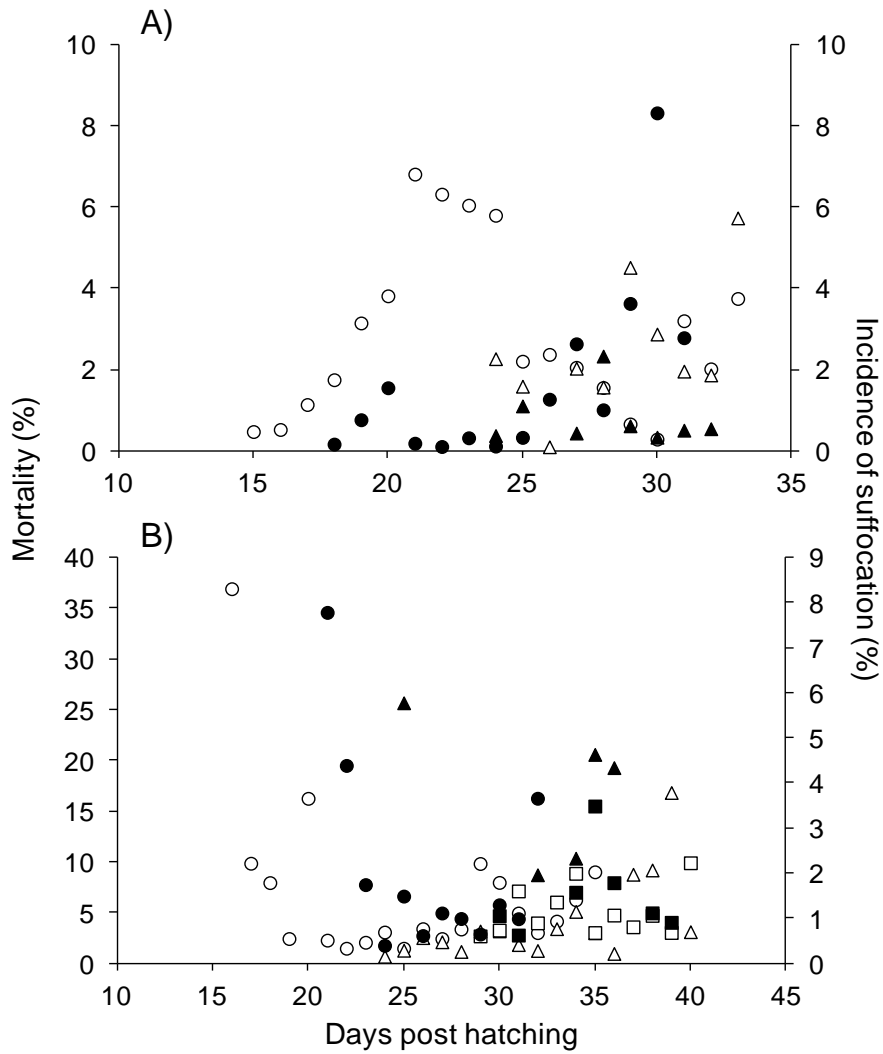 A)
10 10
8 8
6 6
4 4
2 2
0 0
10 15 20 25 30 35
B)
40 9
35 8
30 7
25 6
20 5
15 4
10 3
5 2
0 1
0
10 15 20 25 30 35 40 45
Days post hatching
Mortality (%)
Incidence of suffocation (%)